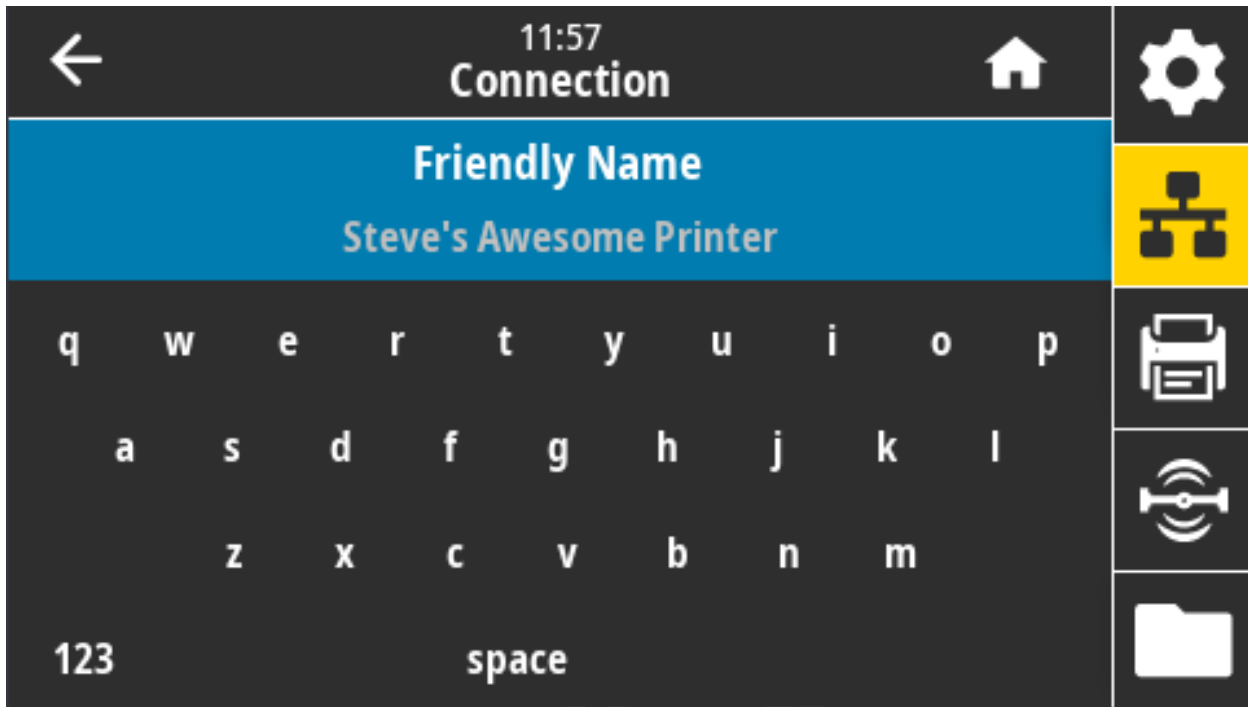 11:57
Connection
Friendly Name
Steve's Awesome Printer
q w e r t y u i o p
a s d f g h j k l
z x c v b n m
123 space